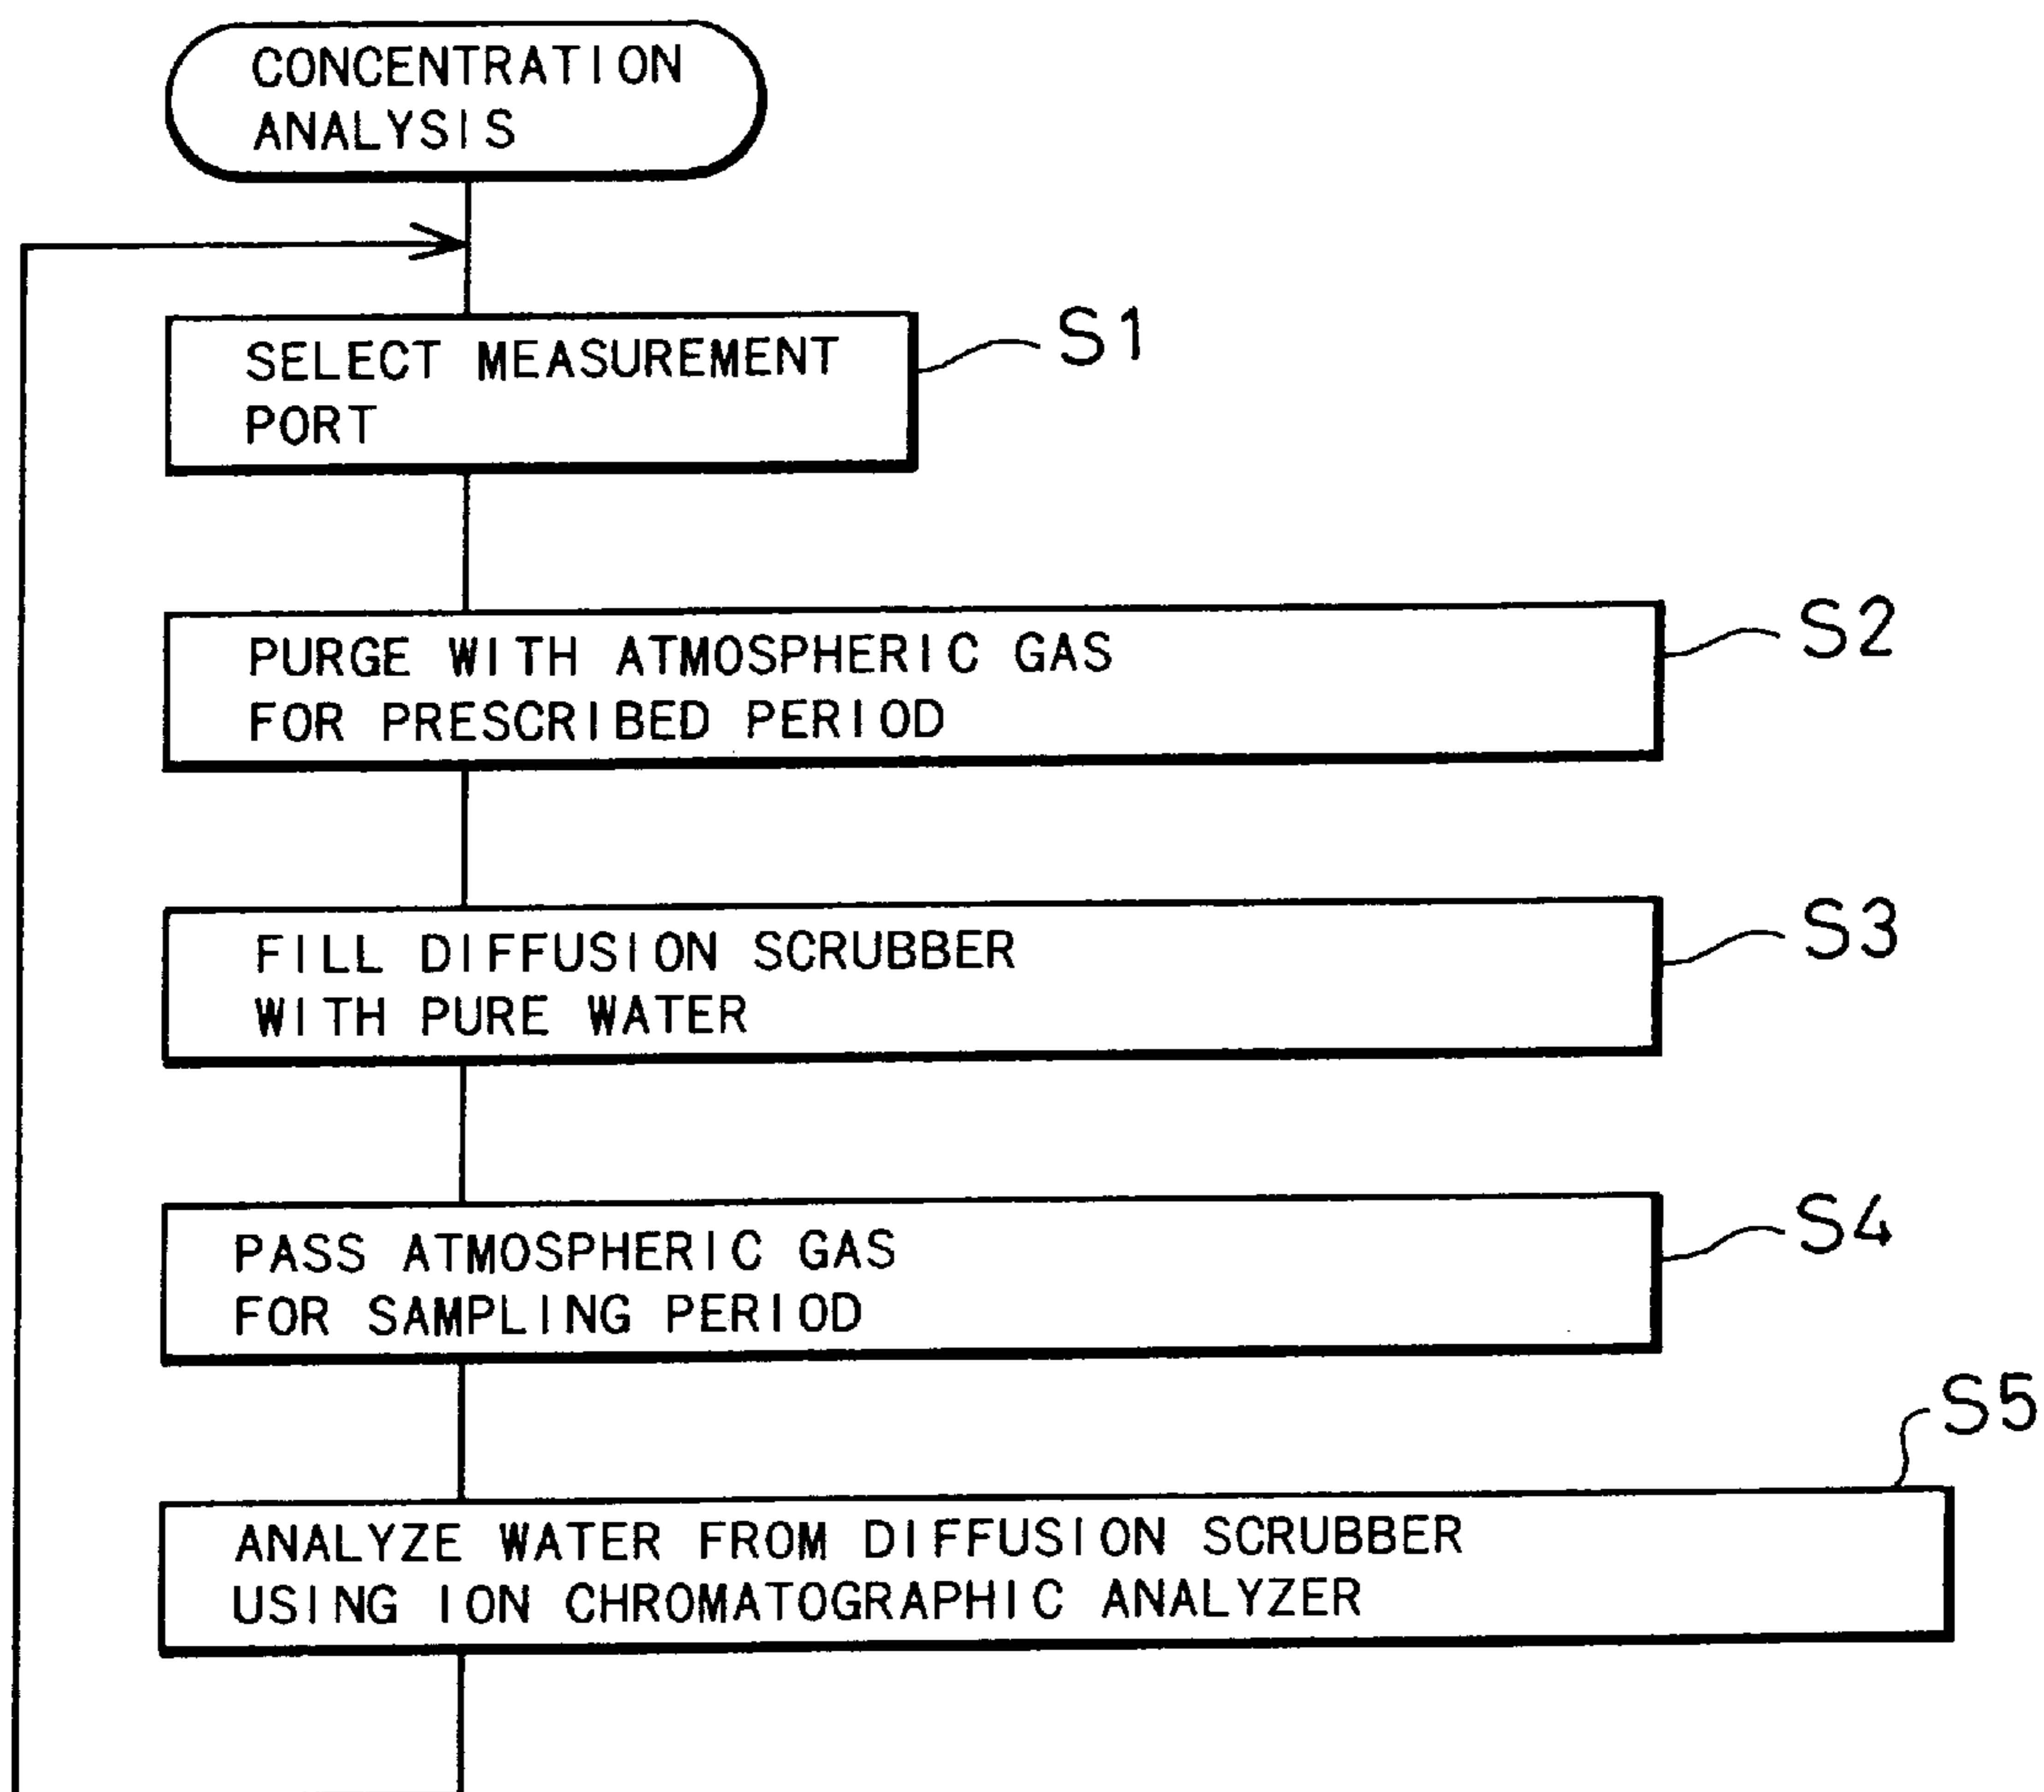 CONCENTRATION
ANALYSIS
SELECT MEASUREMENT
PORT
S1
PURGE WITH ATMOSPHERIC GAS
FOR PRESCRIBED PERIOD
S2
FILL DIFFUSION SCRUBBER
WITH PURE WATER
S3
PASS ATMOSPHERIC GAS
FOR SAMPLING PERIOD
S4
S5
ANALYZE WATER FROM DIFFUSION SCRUBBER
USING ION CHROMATOGRAPHIC ANALYZER